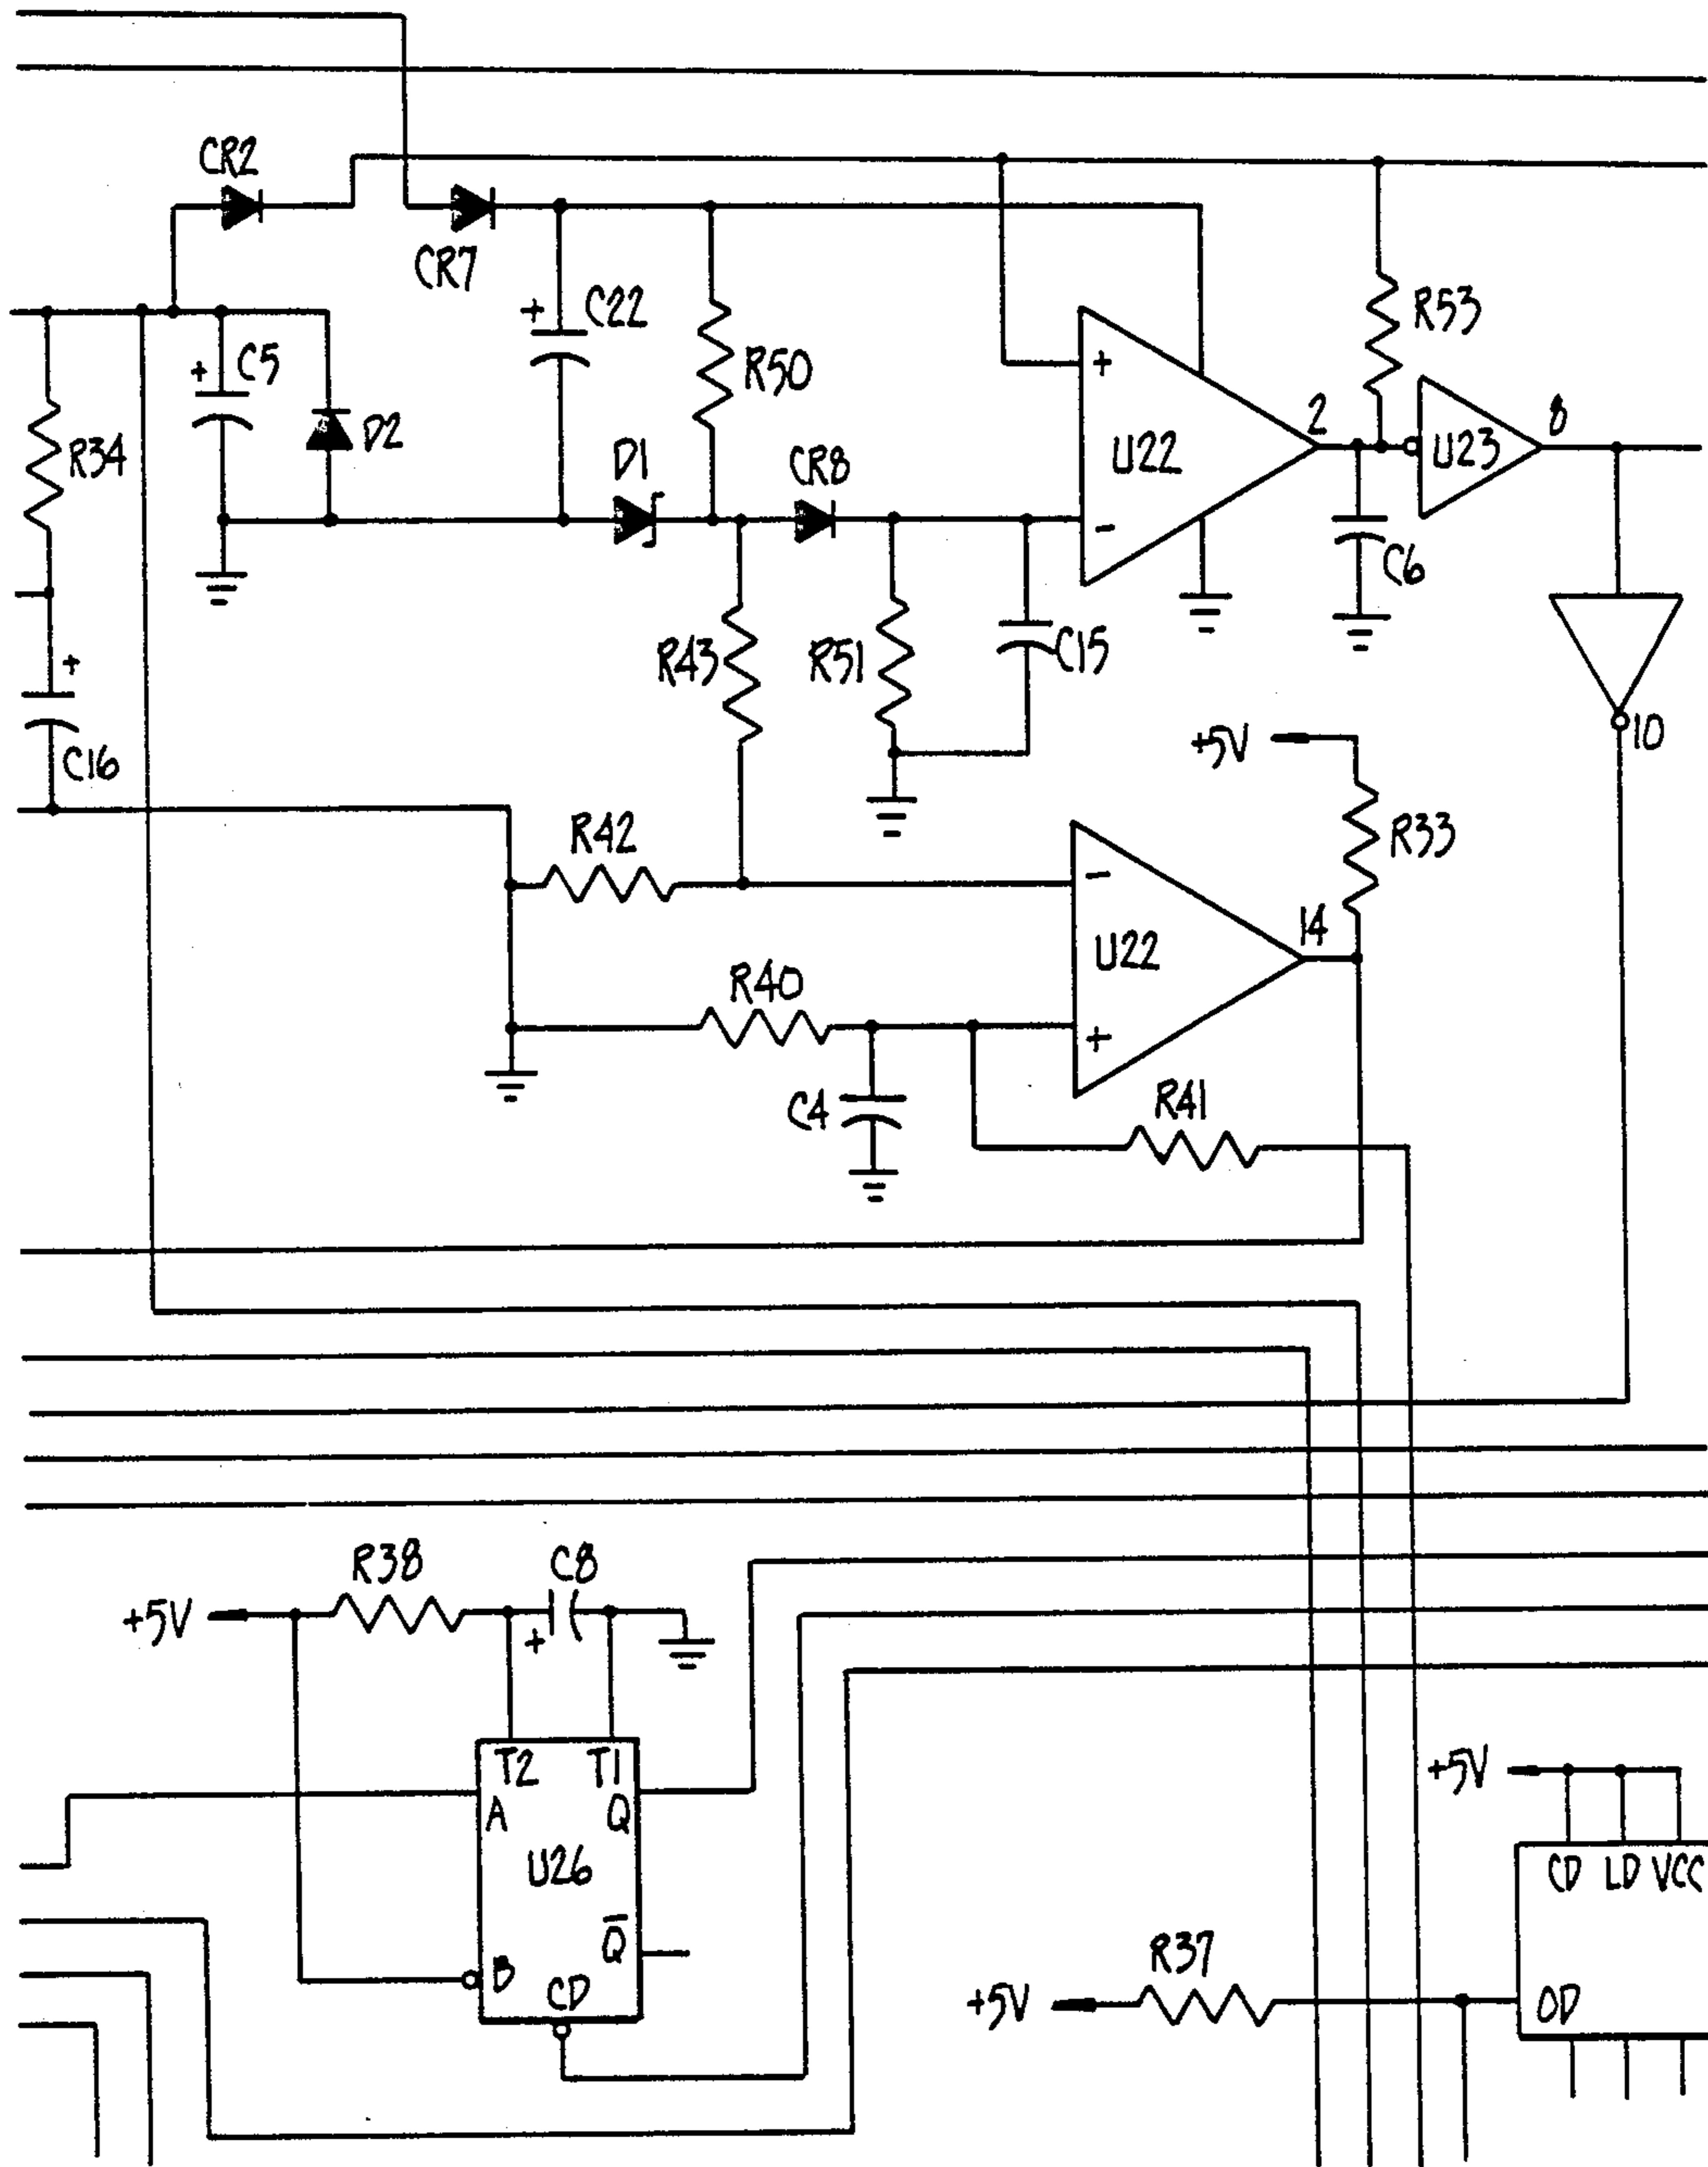 CR2
CR7
+ C5
D2
R34
+ C22
R50
D1
CR8
+
-
U22
2
R53
U23
8
C6
R43
R51
C15
10
+
C16
+5V
R33
R42
-
U22
14
+
R40
C4
R41
R38
C8
+5V
+
T2 T1
A Q
U26
Q̅
B
CD
+5V
CD LD VCC
R37
+5V
OD